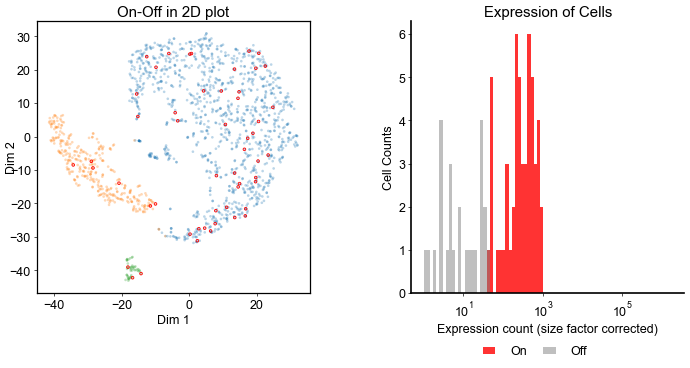 On-Off in 2D plot
30
20
10
0
−10
−20
−30
−40
Dim 2
−40
−20
0
20
Dim 1
Expression of Cells
6
5
4
3
2
1
0
Cell Counts
10^1
10^3
10^5
Expression count (size factor corrected)
On
Off